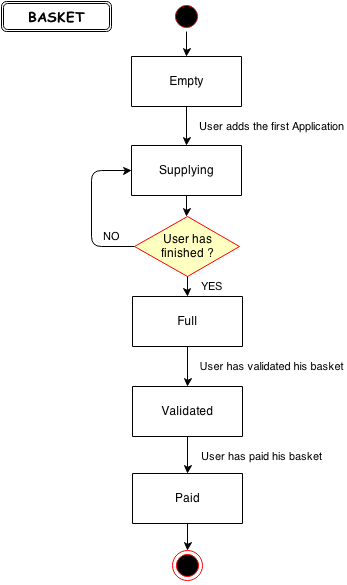 BASKET
Empty
User adds the first Application
Supplying
NO
User has
finished ?
YES
Full
User has validated his basket
Validated
User has paid his basket
Paid